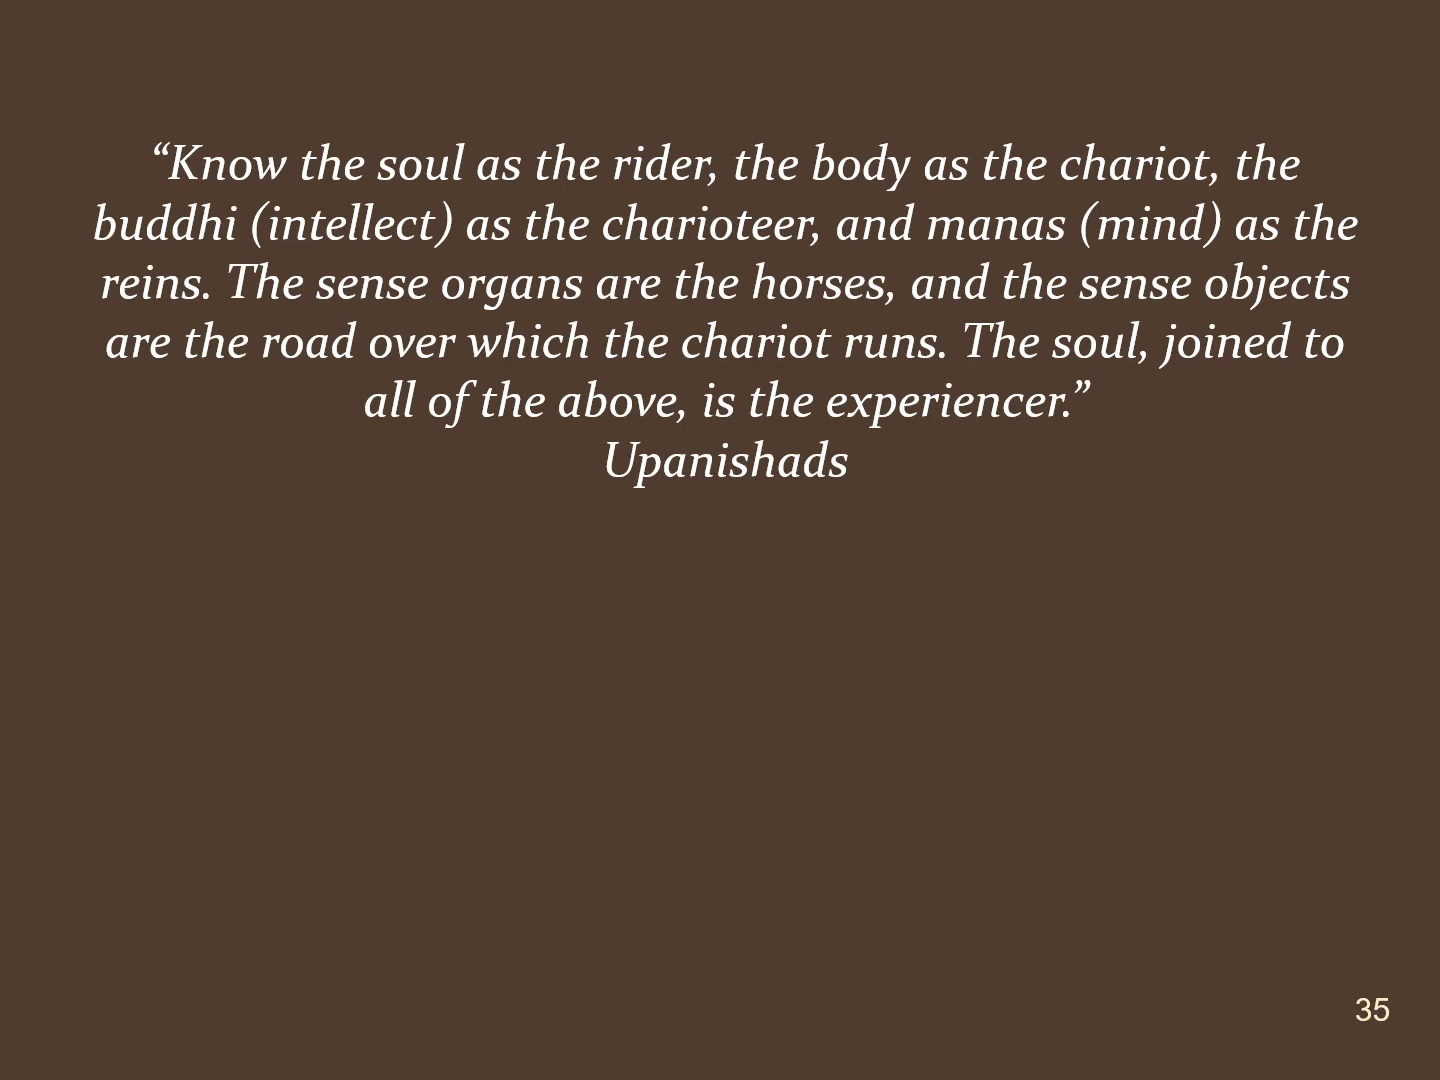 “Know the soul as the rider, the body as the chariot, the
buddhi (intellect) as the charioteer, and manas (mind) as the
reins. The sense organs are the horses, and the sense objects
are the road over which the chariot runs. The soul, joined to
all of the above, is the experiencer.”
Upanishads
35